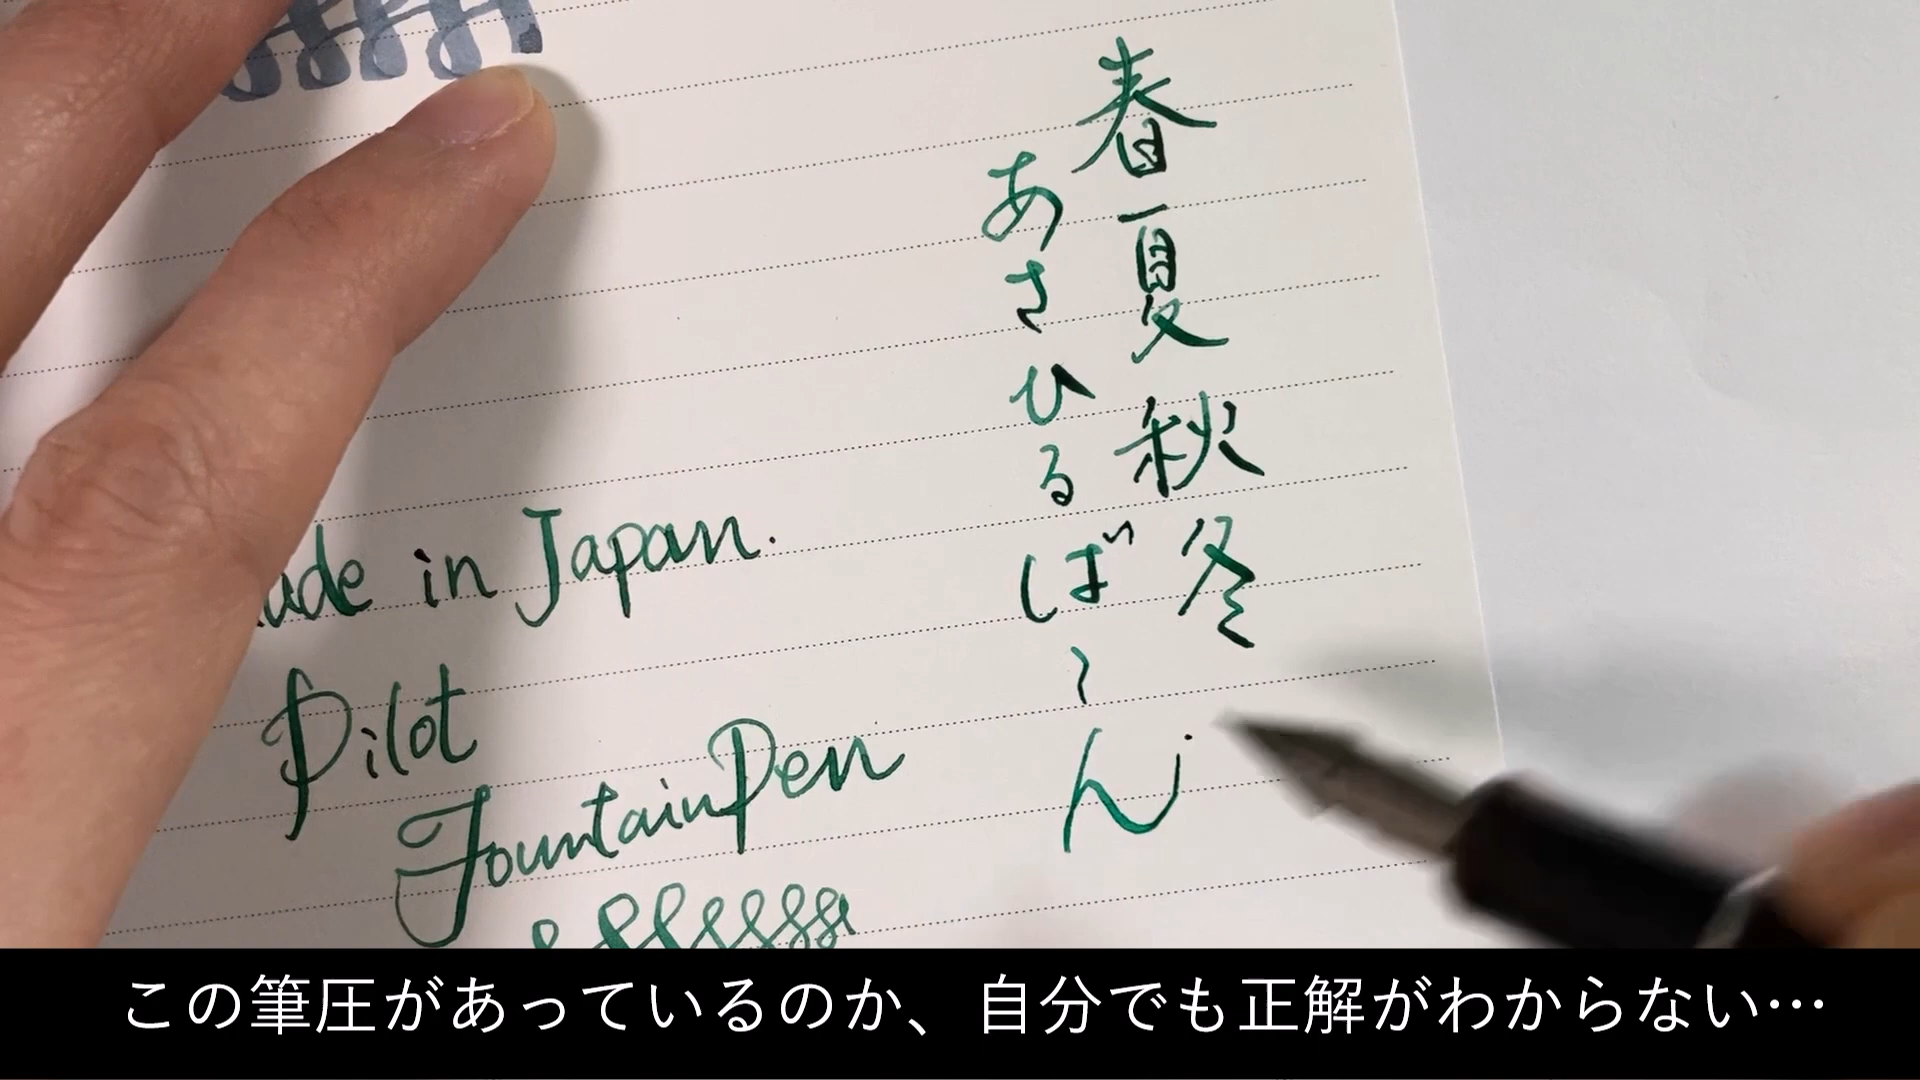 春夏秋冬
あさひるば〜ん
ade in Japan.
Pilot
Fountain Pen
この筆圧があっているのか、自分でも正解がわからない…